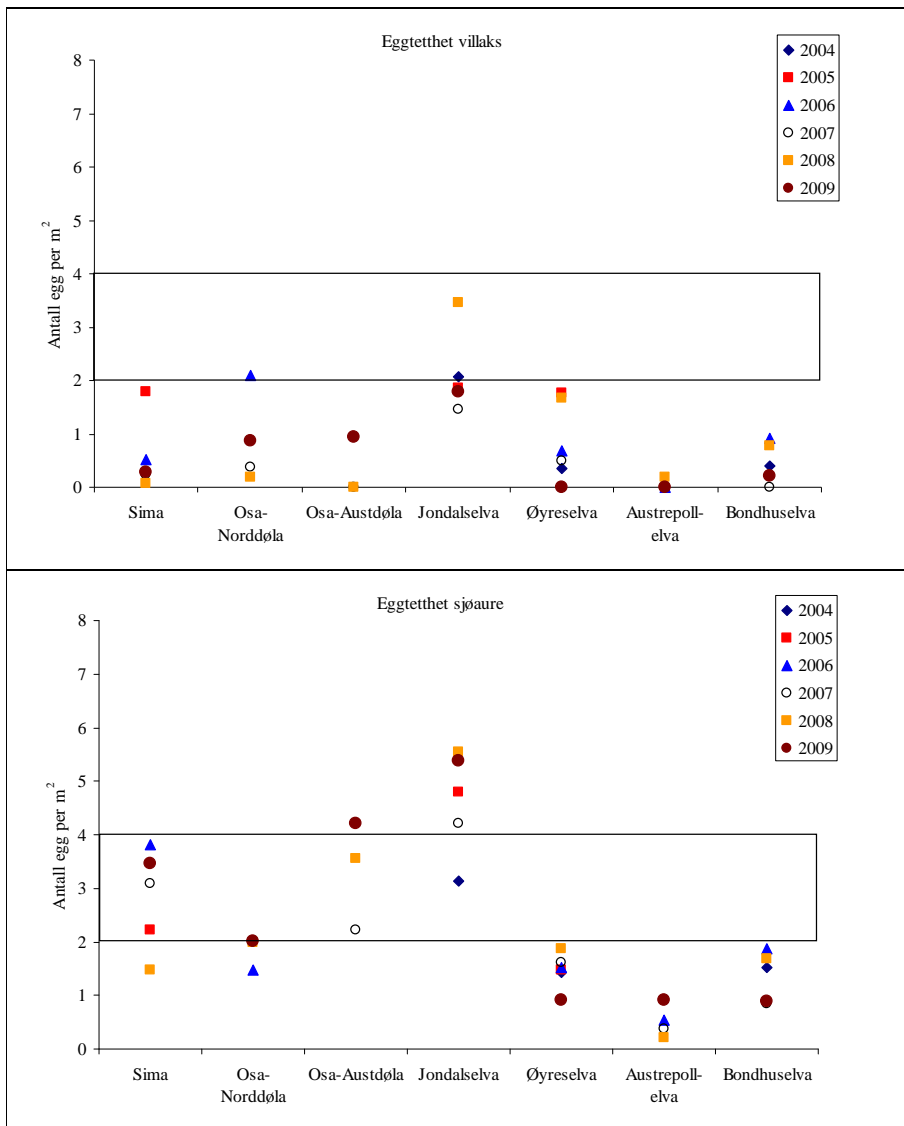 Eggtetthet villaks
8
7
6
5
4
3
2
1
0
Antall egg per m²
2004
2005
2006
2007
2008
2009
Sima
Osa-
Norddøla
Osa-Austdøla
Jondalselva
Øyreselva
Austrepoll-
elva
Bondhuselva
Eggtetthet sjøaure
8
7
6
5
4
3
2
1
0
Antall egg per m²
2004
2005
2006
2007
2008
2009
Sima
Osa-
Norddøla
Osa-Austdøla
Jondalselva
Øyreselva
Austrepoll-
elva
Bondhuselva